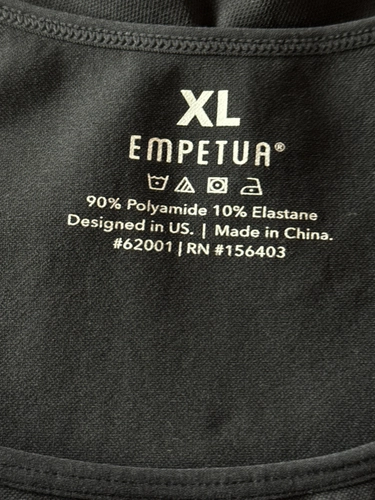 XL
EMPETUA®
90% Polyamide 10% Elastane
Designed in US. | Made in China.
#62001 | RN #156403